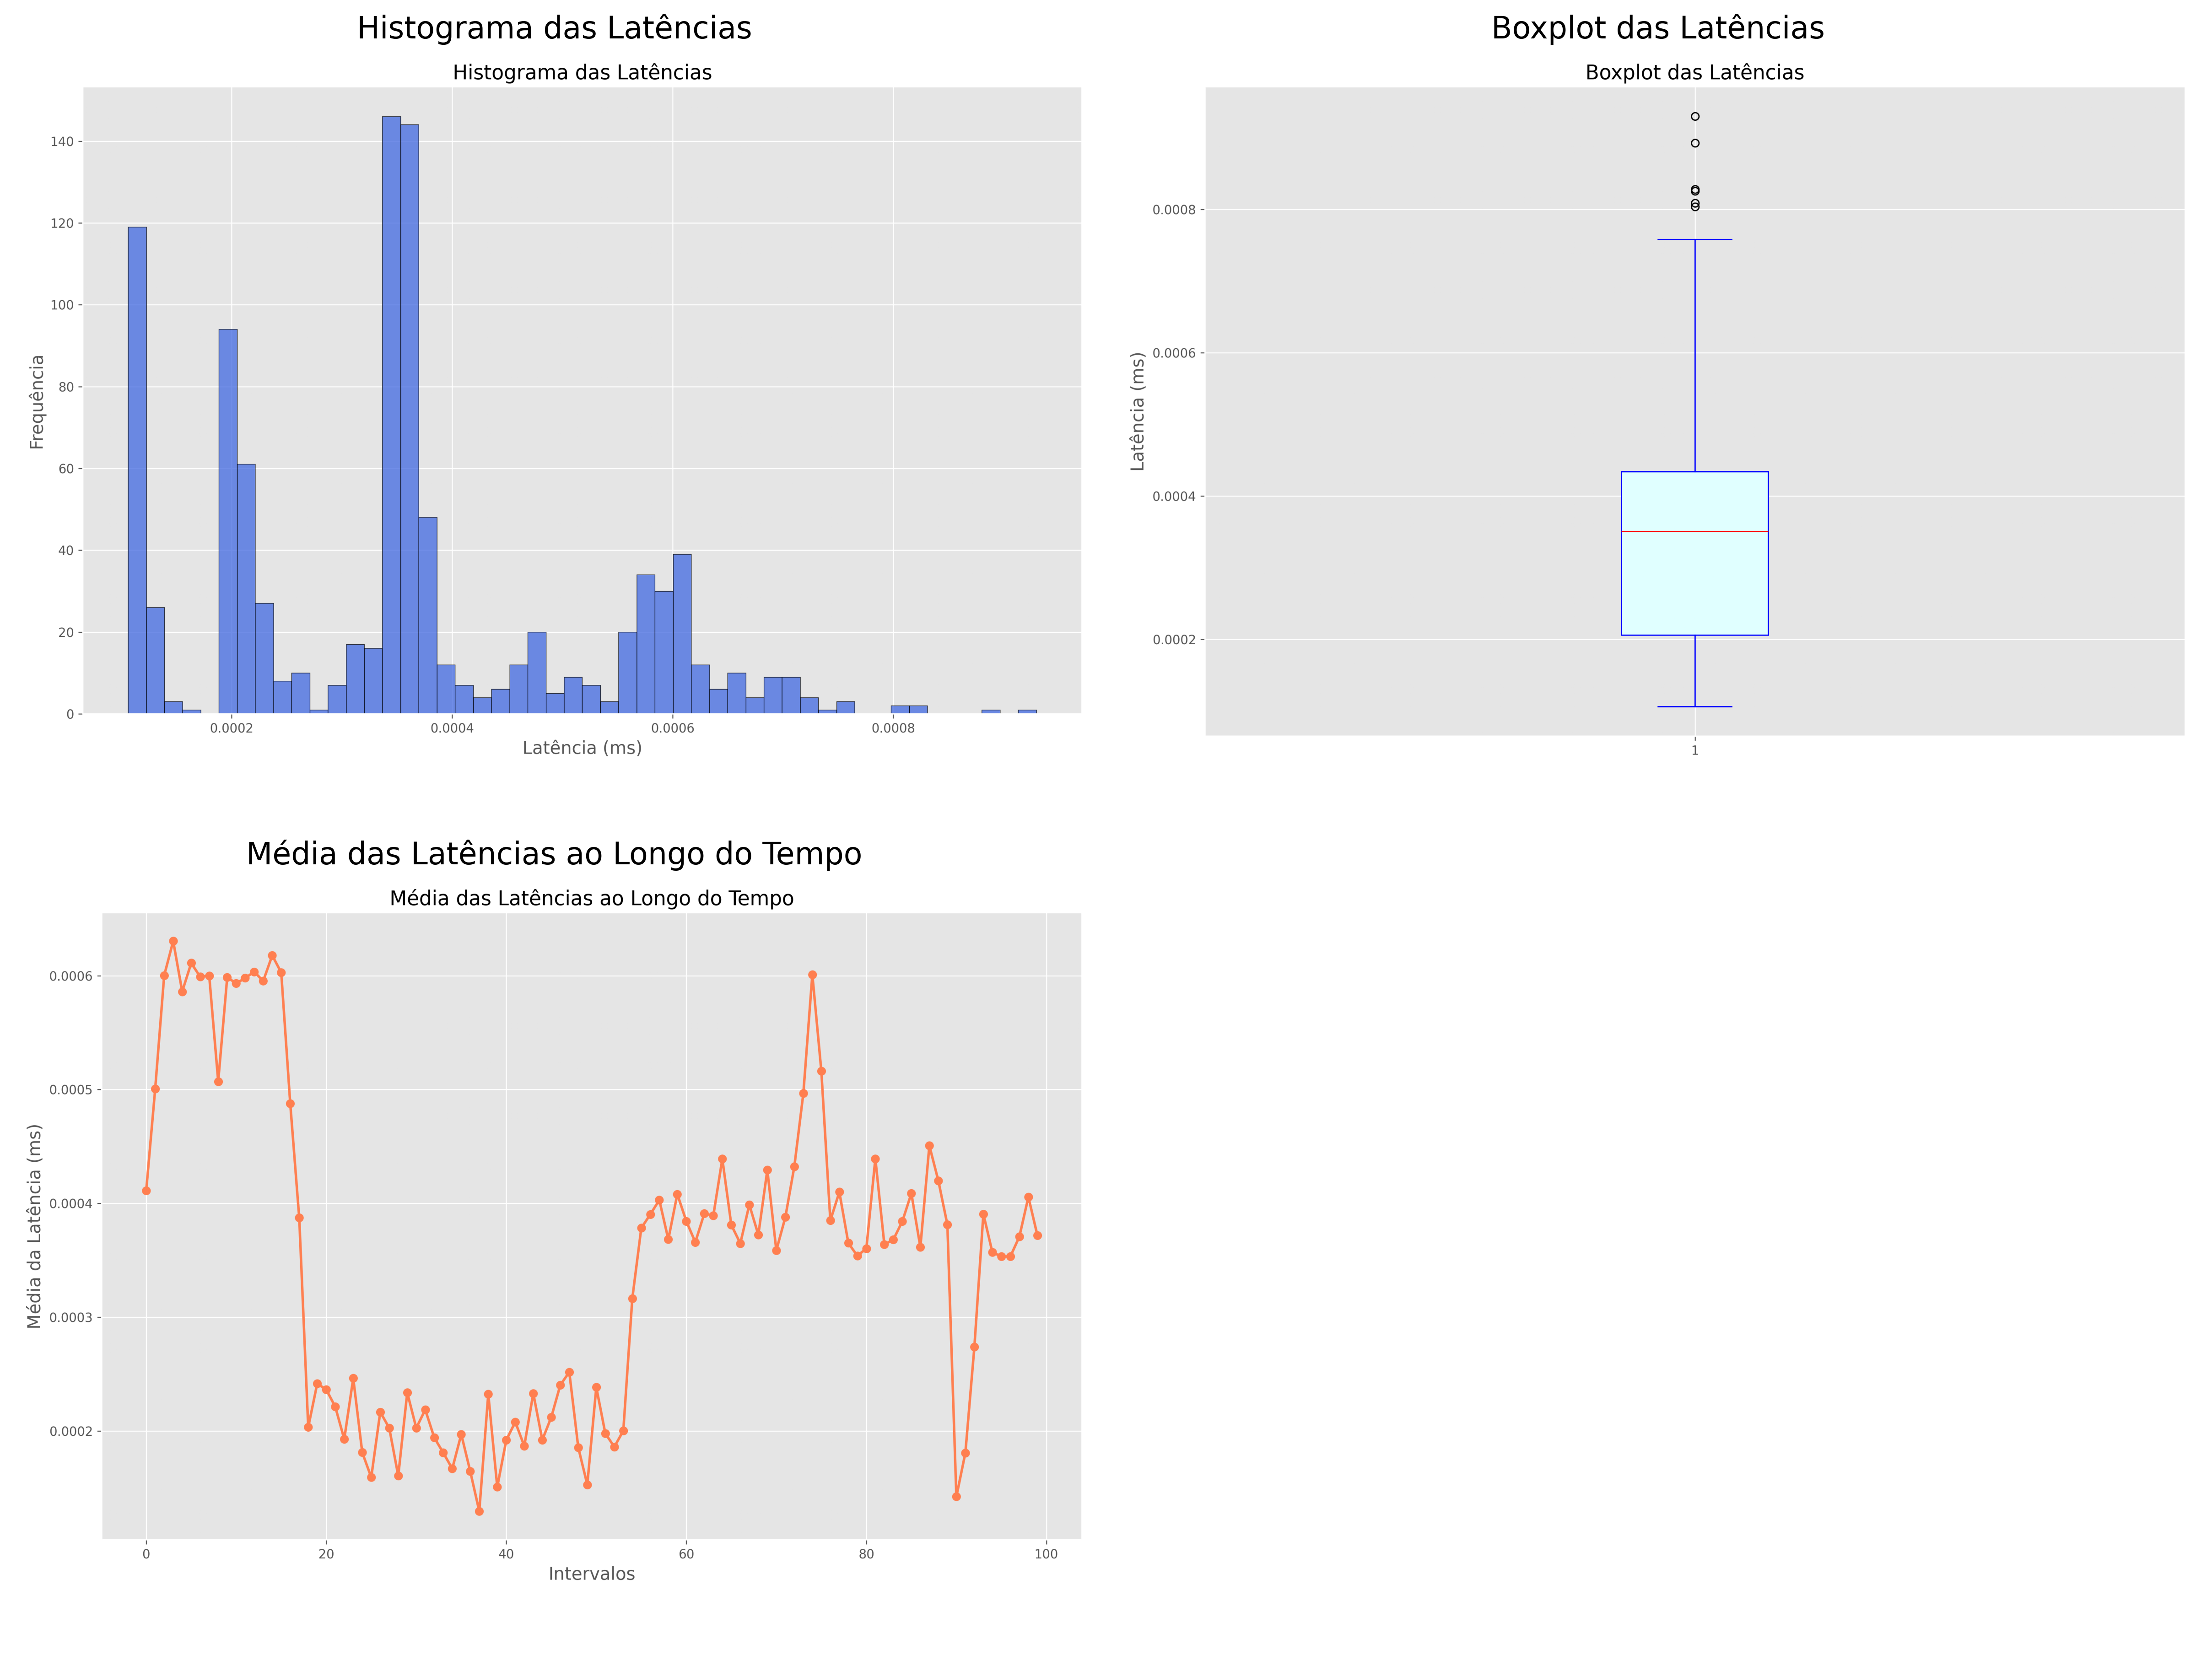 Histograma das Latências
Histograma das Latências
Frequência
140
120
100
80
60
40
20
0
0.0002 0.0004 0.0006 0.0008
Latência (ms)
Boxplot das Latências
Boxplot das Latências
Latência (ms)
0.0008
0.0006
0.0004
0.0002
1
Média das Latências ao Longo do Tempo
Média das Latências ao Longo do Tempo
Média da Latência (ms)
0.0006
0.0005
0.0004
0.0003
0.0002
0 20 40 60 80 100
Intervalos